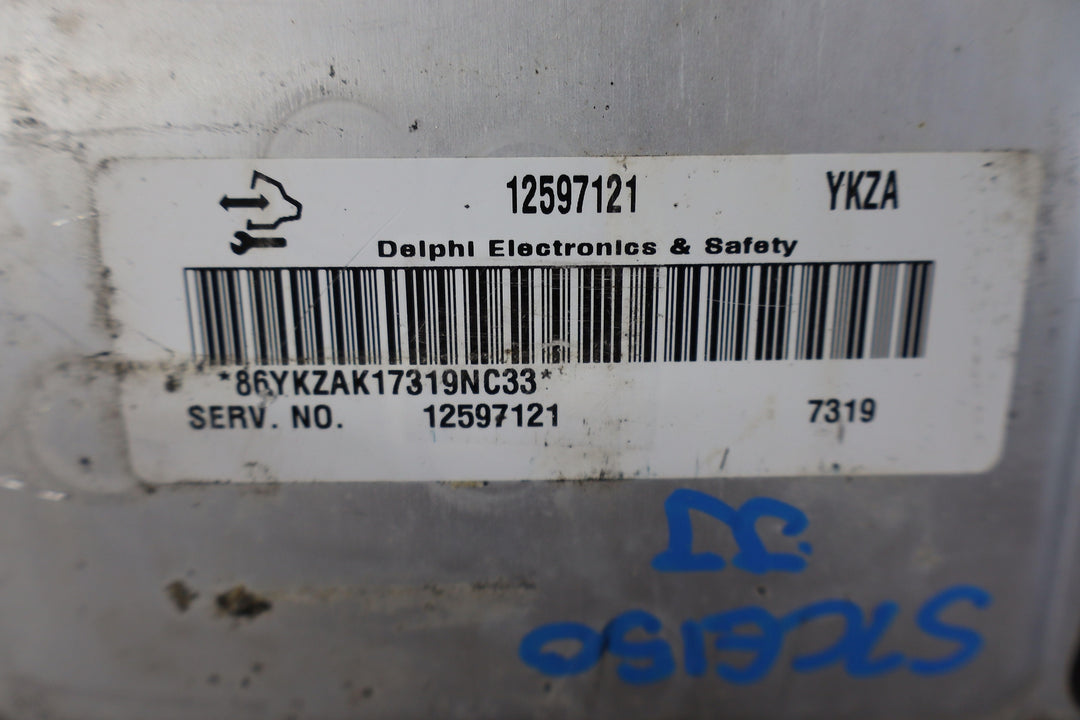 12597121 YKZA
Delphi Electronics & Safety
*86YKZAK17319NC33*
SERV. NO. 12597121 7319